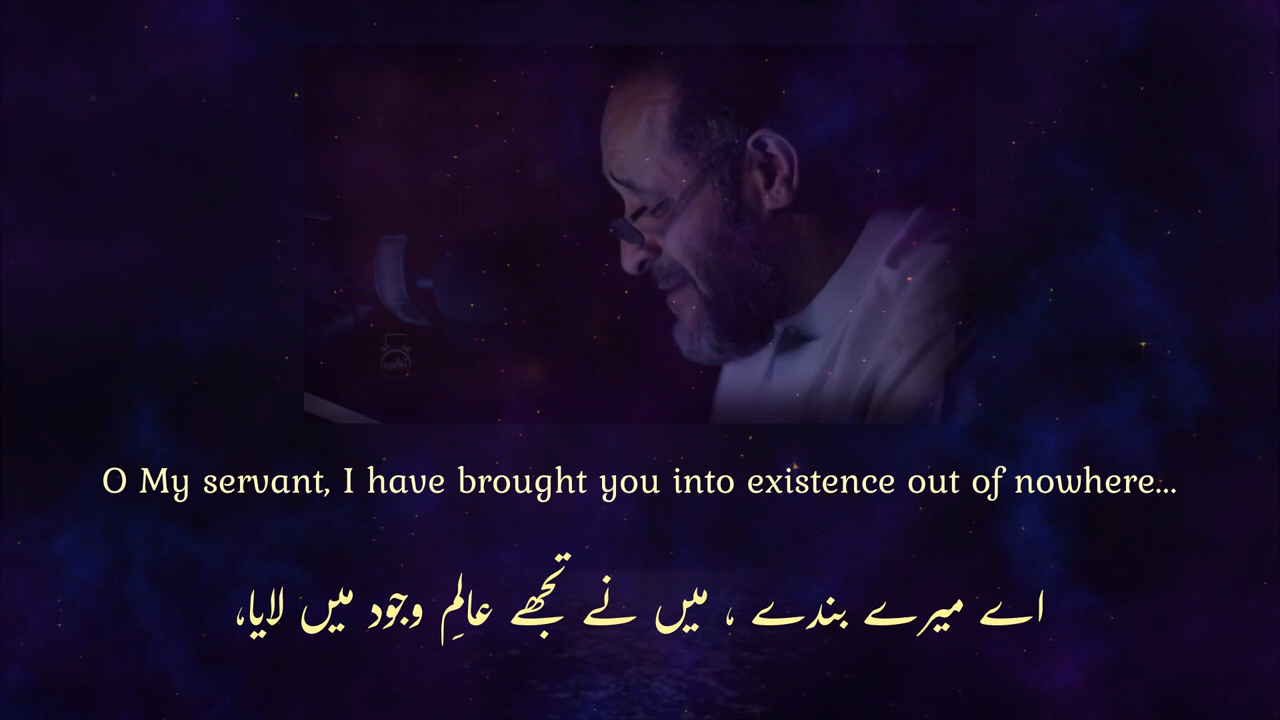 O My servant, I have brought you into existence out of nowhere...
اے میرے بندے ، میں نے تجھے عالمِ وجود میں لایا،